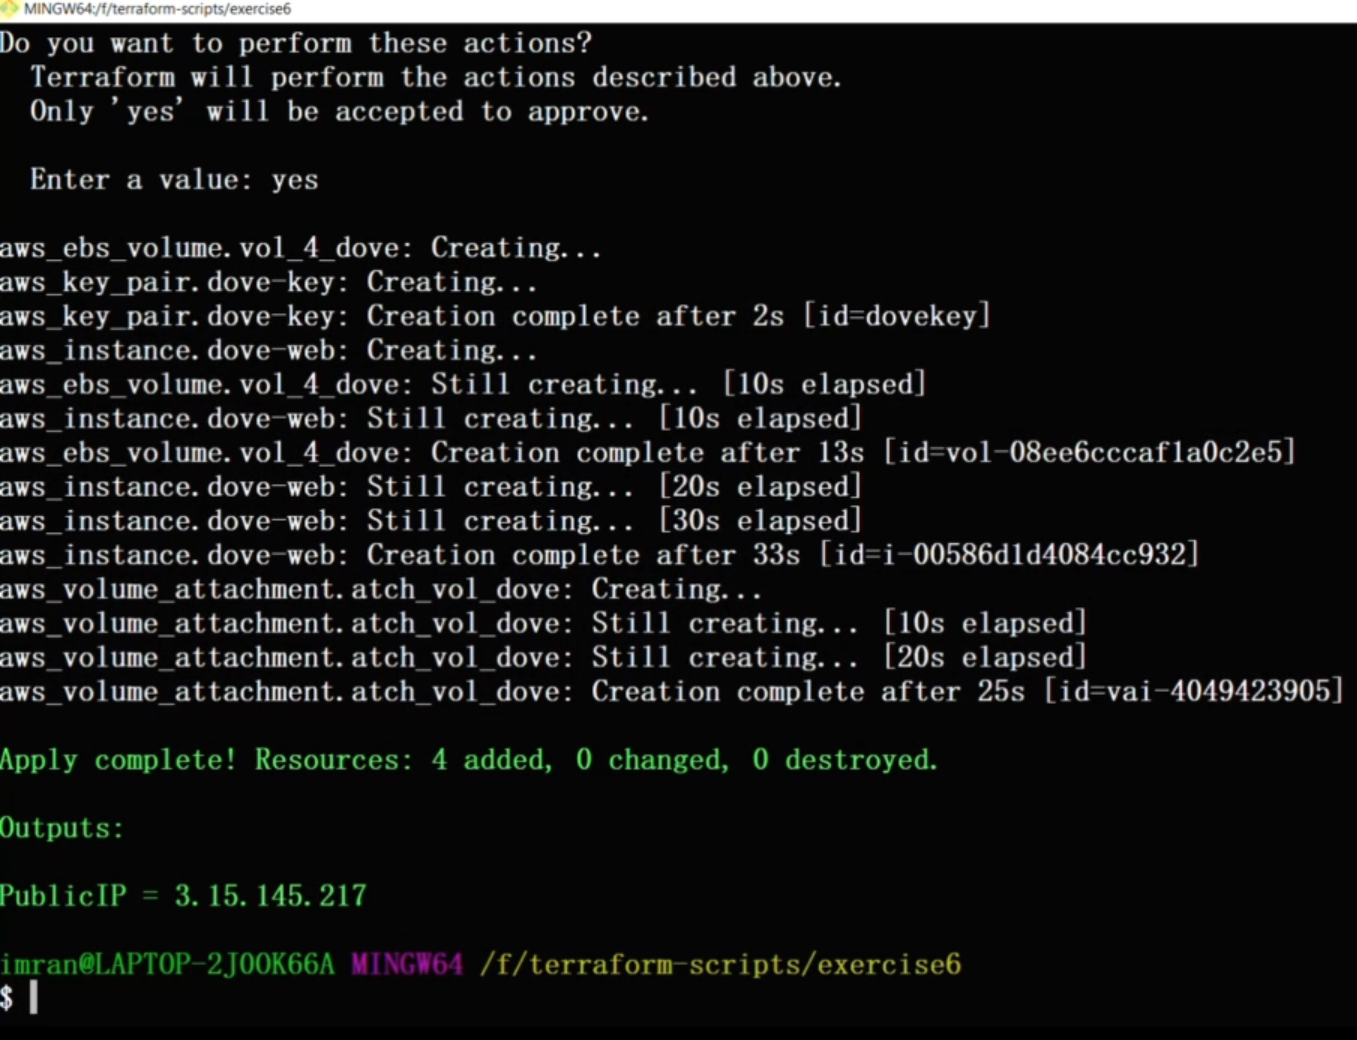 MINGW64:/f/terraform-scripts/exercise6
Do you want to perform these actions?
Terraform will perform the actions described above.
Only 'yes' will be accepted to approve.
Enter a value: yes
aws_ebs_volume.vol_4_dove: Creating...
aws_key_pair.dove-key: Creating...
aws_key_pair.dove-key: Creation complete after 2s [id=dovekey]
aws_instance.dove-web: Creating...
aws_ebs_volume.vol_4_dove: Still creating... [10s elapsed]
aws_instance.dove-web: Still creating... [10s elapsed]
aws_ebs_volume.vol_4_dove: Creation complete after 13s [id=vol-08ee6cccaf1a0c2e5]
aws_instance.dove-web: Still creating... [20s elapsed]
aws_instance.dove-web: Still creating... [30s elapsed]
aws_instance.dove-web: Creation complete after 33s [id=i-00586d1d4084cc932]
aws_volume_attachment.atch_vol_dove: Creating...
aws_volume_attachment.atch_vol_dove: Still creating... [10s elapsed]
aws_volume_attachment.atch_vol_dove: Still creating... [20s elapsed]
aws_volume_attachment.atch_vol_dove: Creation complete after 25s [id=vai-4049423905]
Apply complete! Resources: 4 added, 0 changed, 0 destroyed.
Outputs:
PublicIP = 3.15.145.217
imran@LAPTOP-2J0OK66A MINGW64 /f/terraform-scripts/exercise6
$